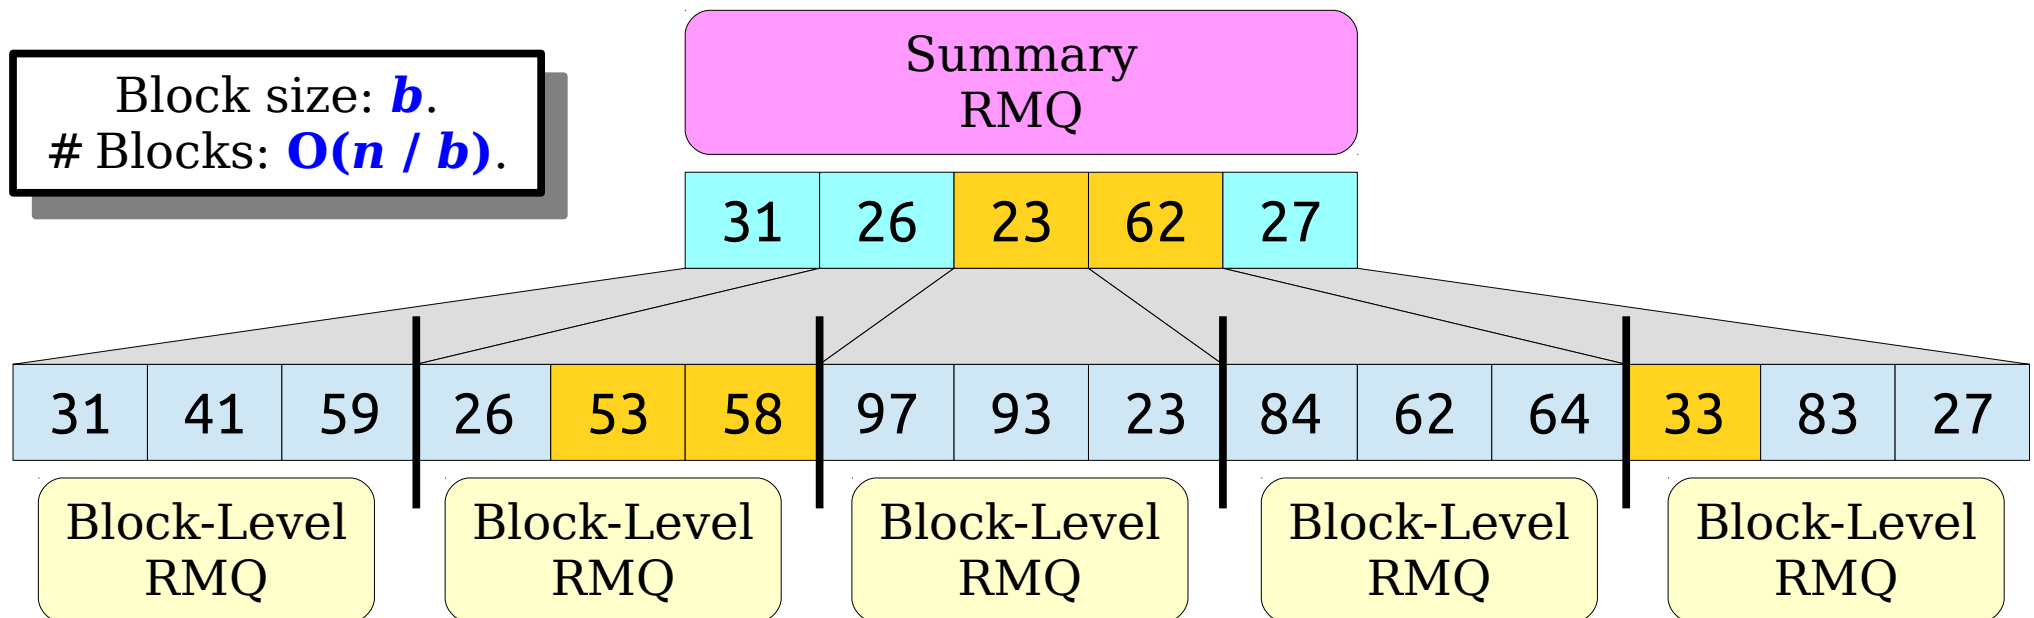 Block size: b.
# Blocks: O(n / b).
Summary
RMQ
31 26 23 62 27
31 41 59 26 53 58 97 93 23 84 62 64 33 83 27
Block-Level Block-Level Block-Level Block-Level Block-Level
RMQ RMQ RMQ RMQ RMQ